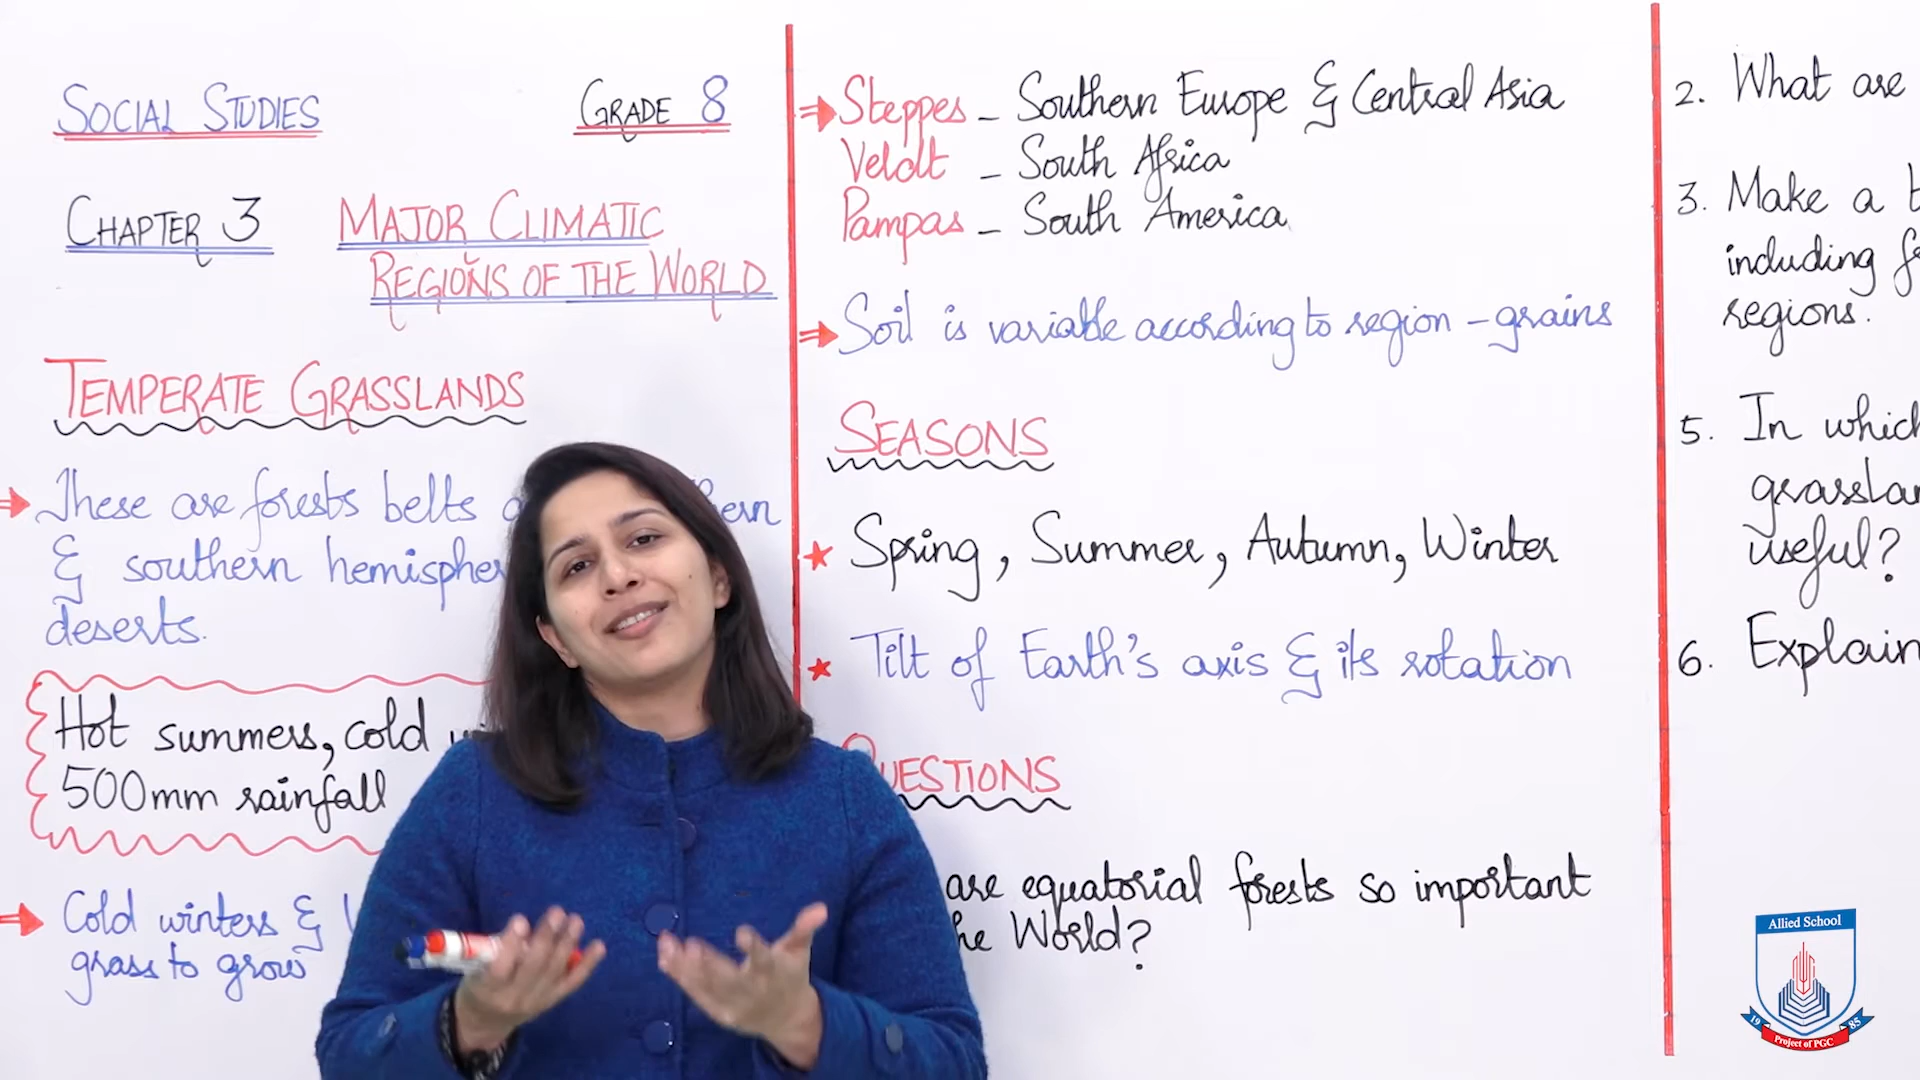 SOCIAL STUDIES
GRADE 8
CHAPTER 3
MAJOR CLIMATIC
REGIONS OF THE WORLD
TEMPERATE GRASSLANDS
These are forests belts
& southern
deserts.
Hot summers, cold
500mm rainfall
Cold winters &
grass to grow
Steppes - Southern Europe & Central Asia
Veldt - South Africa
Pampas - South America
Soil is variable according to region - grains
SEASONS
Spring, Summer, Autumn, Winter
Tilt of Earth's axis & its rotation
QUESTIONS
are equatorial forests so important
World?
2. What are
3. Make a
including
regions.
5. In which
useful?
6. Explain
Allied School
19 85
Project of PGC